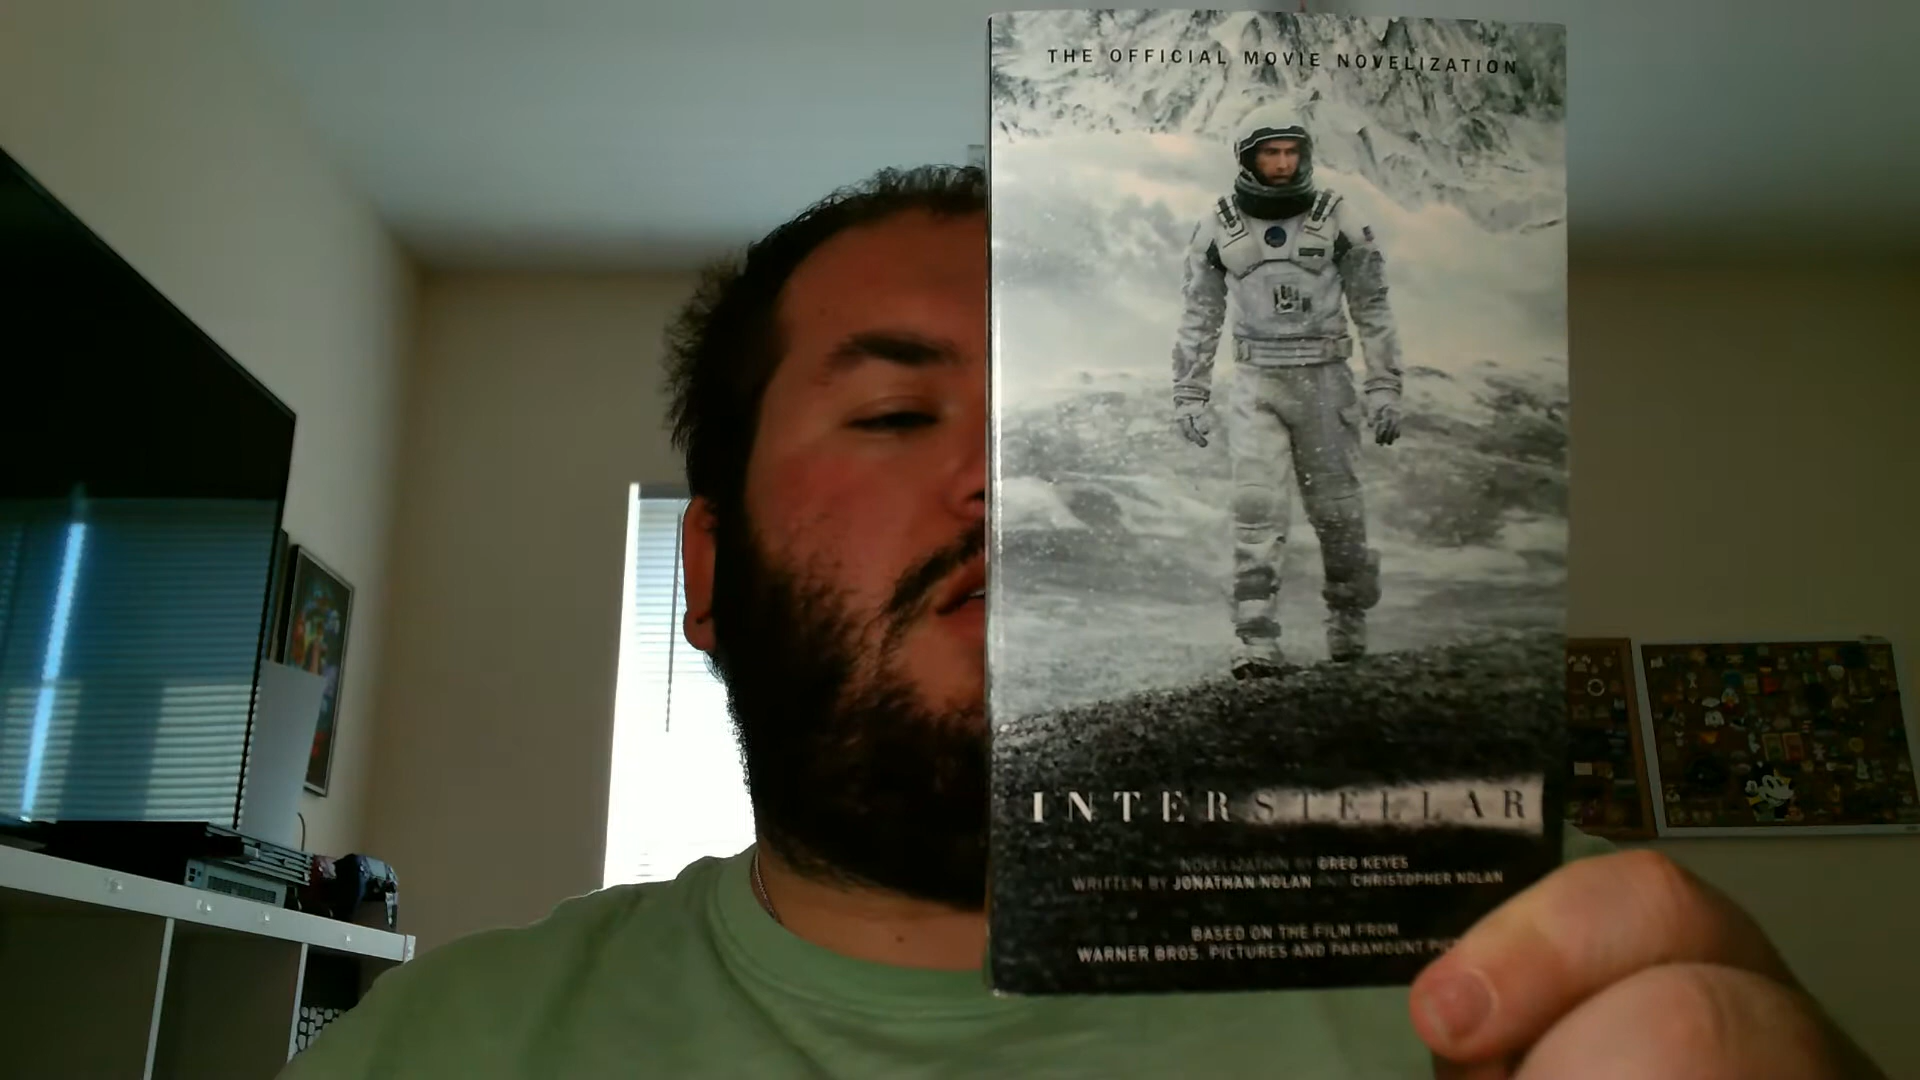 THE OFFICIAL MOVIE NOVELIZATION
INTERSTELLAR
NOVELIZATION BY GREG KEYES
WRITTEN BY JONATHAN NOLAN AND CHRISTOPHER NOLAN
BASED ON THE FILM FROM
WARNER BROS. PICTURES AND PARAMOUNT